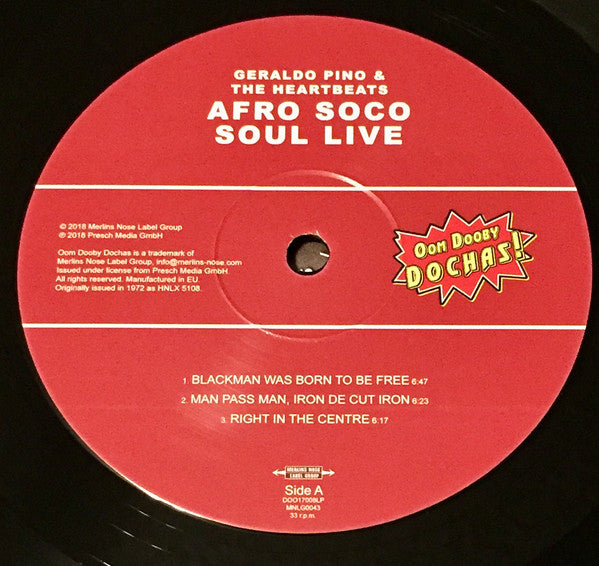 GERALDO PINO &
THE HEARTBEATS
AFRO SOCO
SOUL LIVE
© 2018 Merlins Nose Label Group
℗ 2018 Presch Media GmbH
Oom Dooby Dochas is a trademark of
Merlins Nose Label Group, info@merlins-nose.com
Issued under license from Presch Media GmbH.
All rights reserved. Manufactured in EU.
Originally issued in 1972 as HNLX 5108.
OOM DOOBY
DOCHAS!
1. BLACKMAN WAS BORN TO BE FREE 6:47
2. MAN PASS MAN, IRON DE CUT IRON 6:23
3. RIGHT IN THE CENTRE 6:17
MERLINS NOSE
LABEL GROUP
Side A
DDO17008LP
MNLG0043
33 r.p.m.